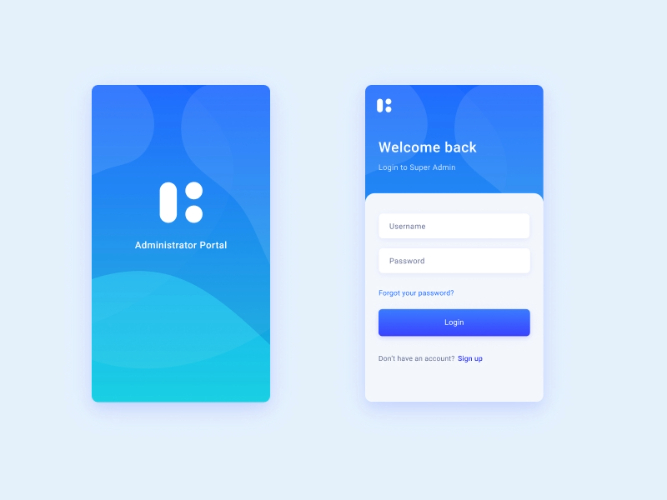 Administrator Portal
Welcome back
Login to Super Admin
Username
Password
Forgot your password?
Login
Don't have an account? Sign up